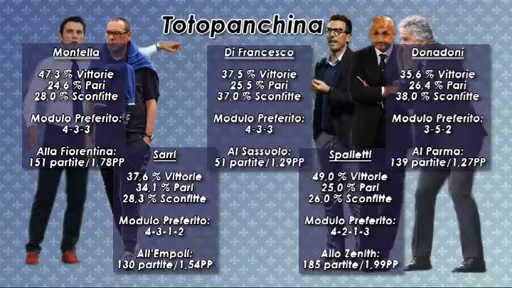 Totopanchina
Montella
47,3 % Vittorie
24,6 % Pari
28,0 % Sconfitte
Modulo Preferito:
4-3-3
Alla Fiorentina:
151 partite/1,78PP
Di Francesco
37,5 % Vittorie
25,5 % Pari
37,0 % Sconfitte
Modulo Preferito:
4-3-3
Al Sassuolo:
51 partite/1,29PP
Donadoni
35,6 % Vittorie
26,4 % Pari
38,0 % Sconfitte
Modulo Preferito:
3-5-2
Al Parma:
139 partite/1,27PP
Sarri
37,6 % Vittorie
34,1 % Pari
28,3 % Sconfitte
Modulo Preferito:
4-3-1-2
All'Empoli:
130 partite/1,54PP
Spalletti
49,0 % Vittorie
25,0 % Pari
26,0 % Sconfitte
Modulo Preferito:
4-2-1-3
Allo Zenith:
185 partite/1,99PP